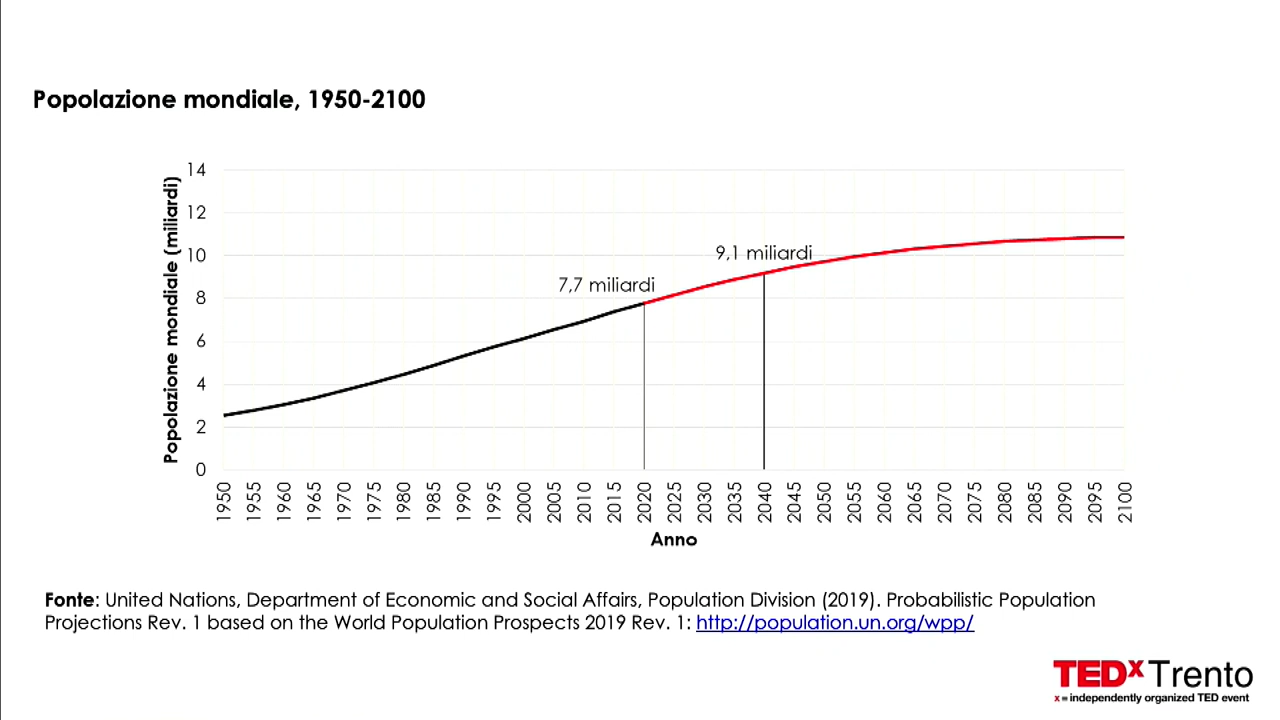 Popolazione mondiale, 1950-2100
Popolazione mondiale (miliardi)
14
12
10
8
6
4
2
0
7,7 miliardi
9,1 miliardi
1950 1955 1960 1965 1970 1975 1980 1985 1990 1995 2000 2005 2010 2015 2020 2025 2030 2035 2040 2045 2050 2055 2060 2065 2070 2075 2080 2085 2090 2095 2100
Anno
Fonte: United Nations, Department of Economic and Social Affairs, Population Division (2019). Probabilistic Population
Projections Rev. 1 based on the World Population Prospects 2019 Rev. 1: http://population.un.org/wpp/
TEDx Trento
x = independently organized TED event